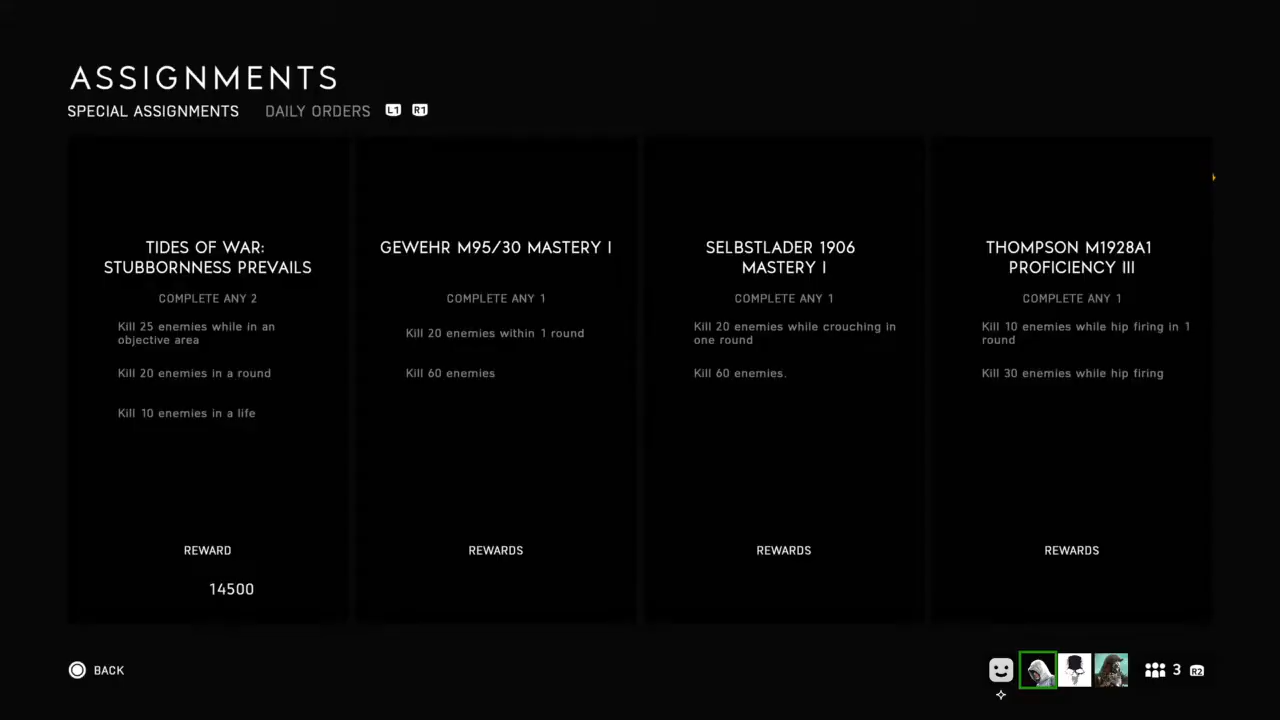 ASSIGNMENTS
SPECIAL ASSIGNMENTS DAILY ORDERS L1 R1
TIDES OF WAR:
STUBBORNNESS PREVAILS
COMPLETE ANY 2
Kill 25 enemies while in an
objective area
Kill 20 enemies in a round
Kill 10 enemies in a life
REWARD
14500
GEWEHR M95/30 MASTERY I
COMPLETE ANY 1
Kill 20 enemies within 1 round
Kill 60 enemies
REWARDS
SELBSTLADER 1906
MASTERY I
COMPLETE ANY 1
Kill 20 enemies while crouching in
one round
Kill 60 enemies.
REWARDS
THOMPSON M1928A1
PROFICIENCY III
COMPLETE ANY 1
Kill 10 enemies while hip firing in 1
round
Kill 30 enemies while hip firing
REWARDS
BACK
3 R2